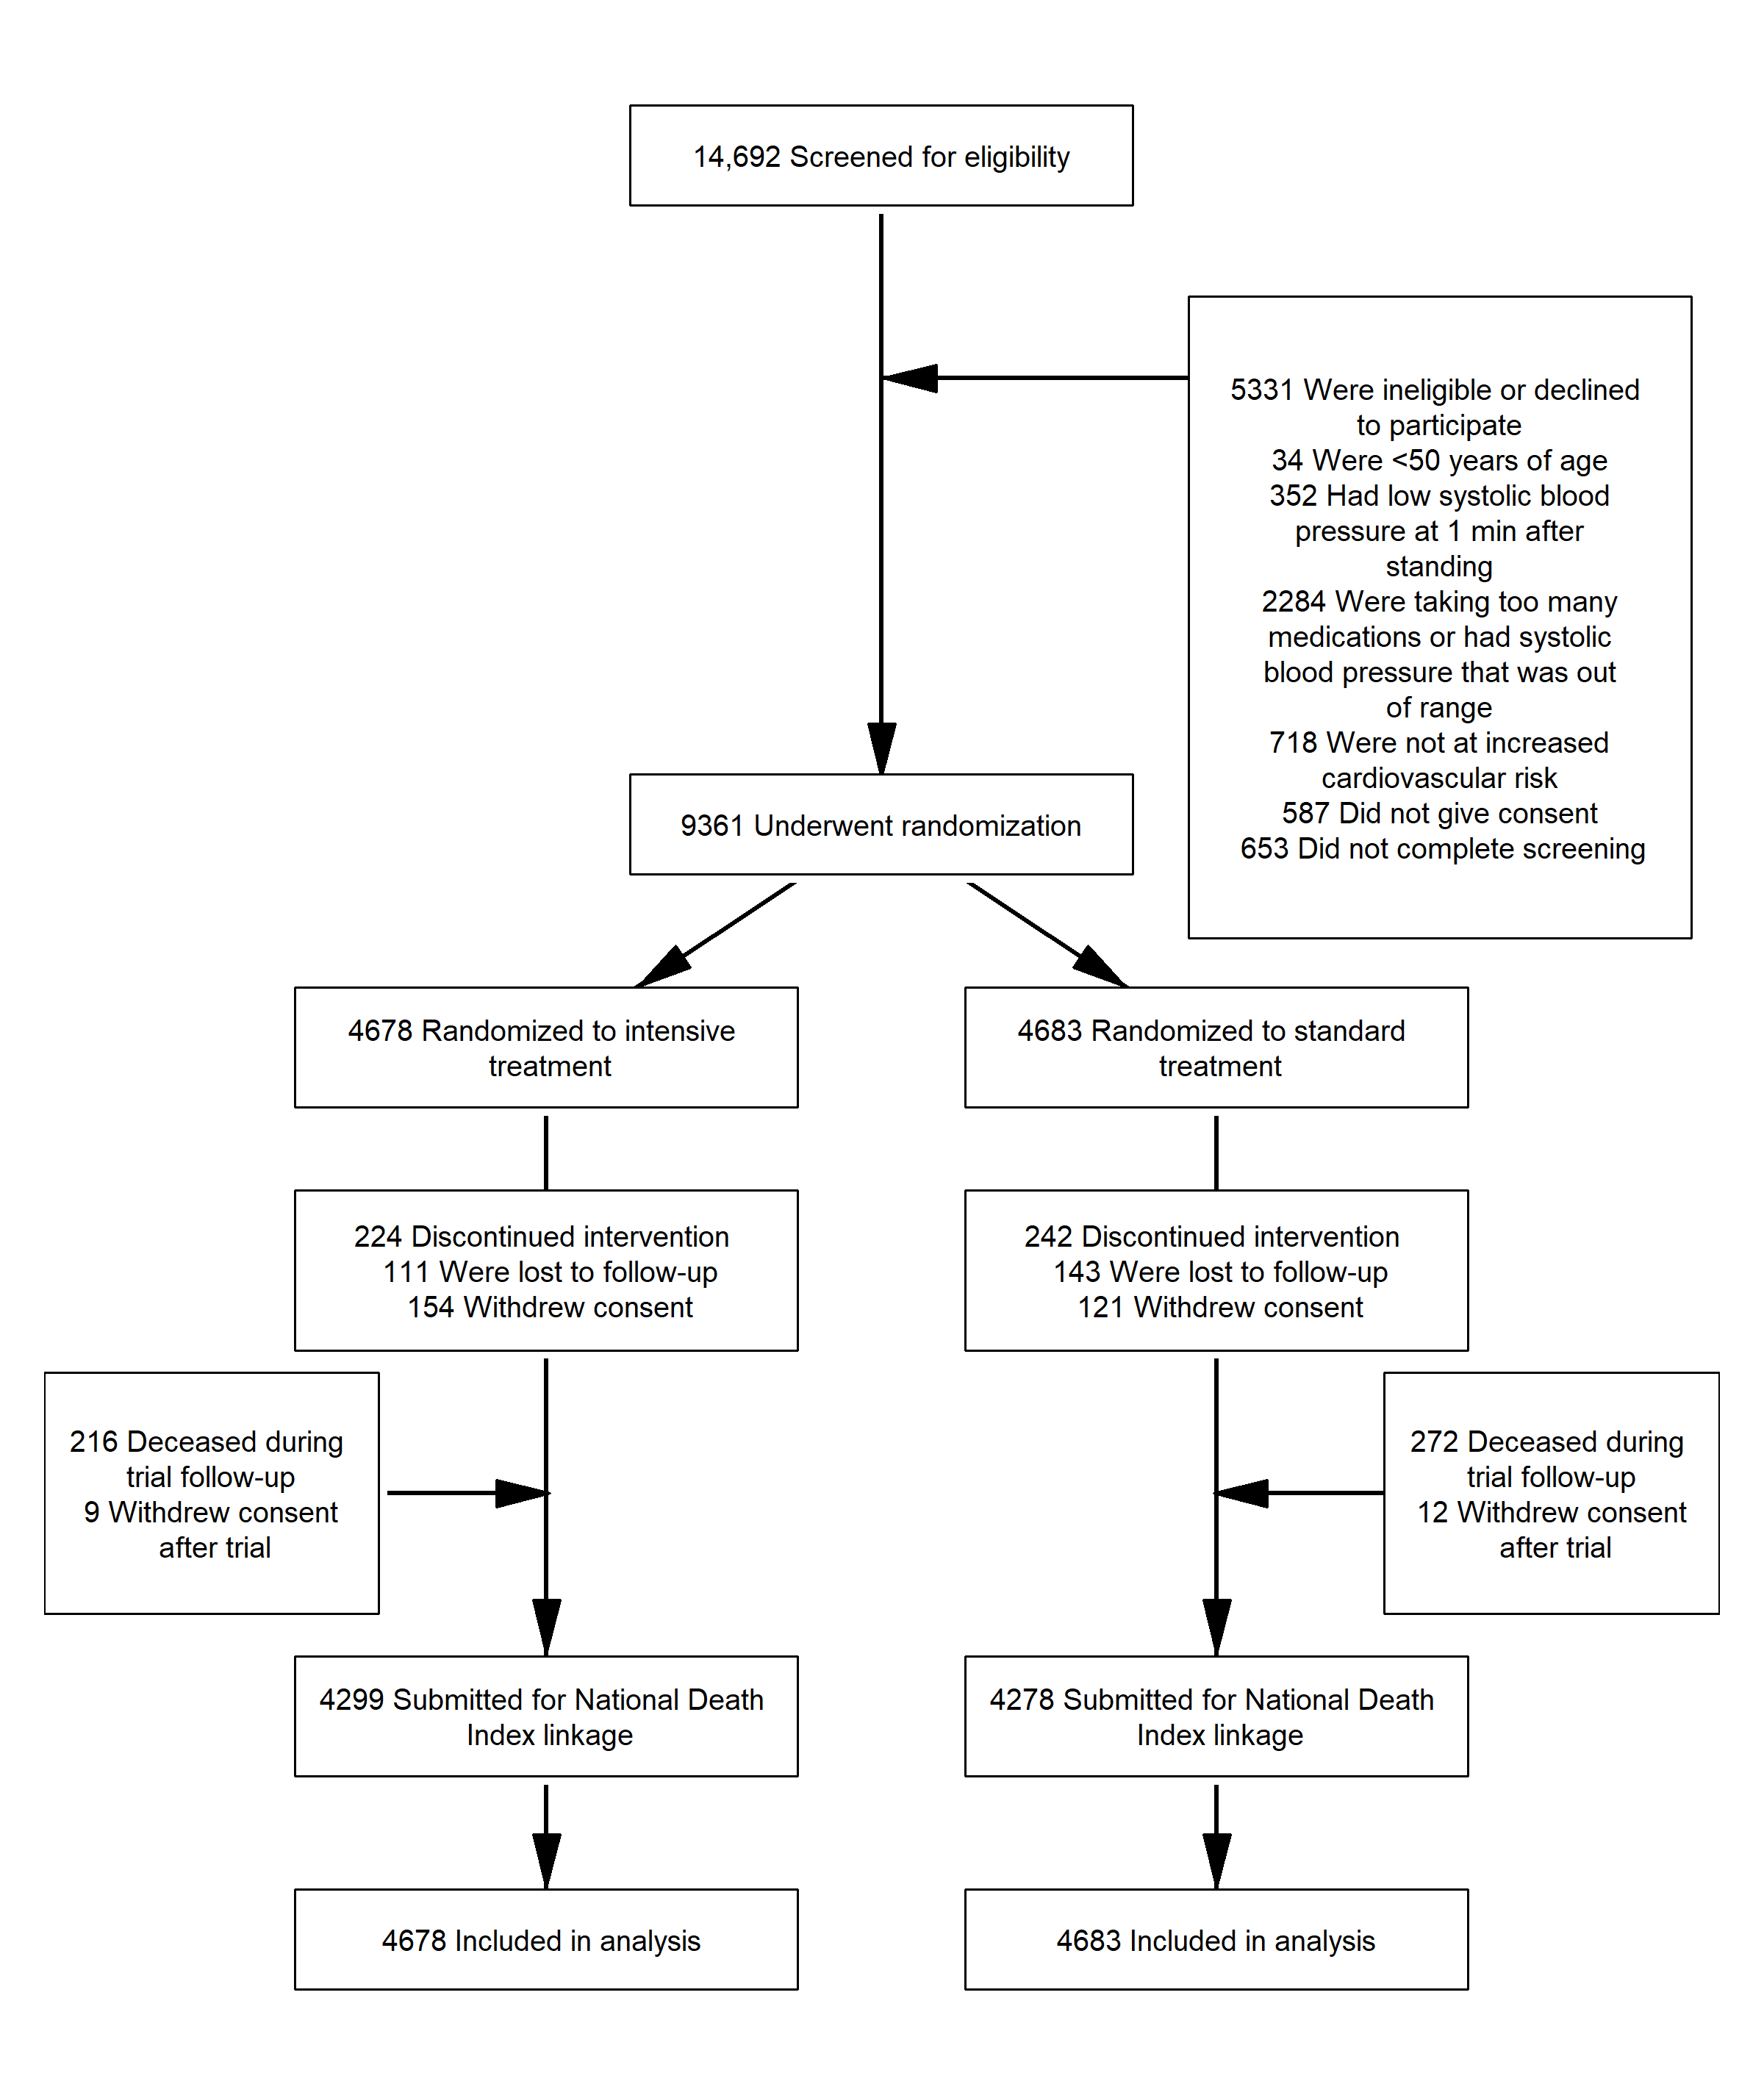 14,692 Screened for eligibility
5331 Were ineligible or declined
to participate
34 Were <50 years of age
352 Had low systolic blood
pressure at 1 min after
standing
2284 Were taking too many
medications or had systolic
blood pressure that was out
of range
718 Were not at increased
cardiovascular risk
587 Did not give consent
653 Did not complete screening
9361 Underwent randomization
4678 Randomized to intensive
treatment
4683 Randomized to standard
treatment
224 Discontinued intervention
111 Were lost to follow-up
154 Withdrew consent
242 Discontinued intervention
143 Were lost to follow-up
121 Withdrew consent
216 Deceased during
trial follow-up
9 Withdrew consent
after trial
272 Deceased during
trial follow-up
12 Withdrew consent
after trial
4299 Submitted for National Death
Index linkage
4278 Submitted for National Death
Index linkage
4678 Included in analysis
4683 Included in analysis